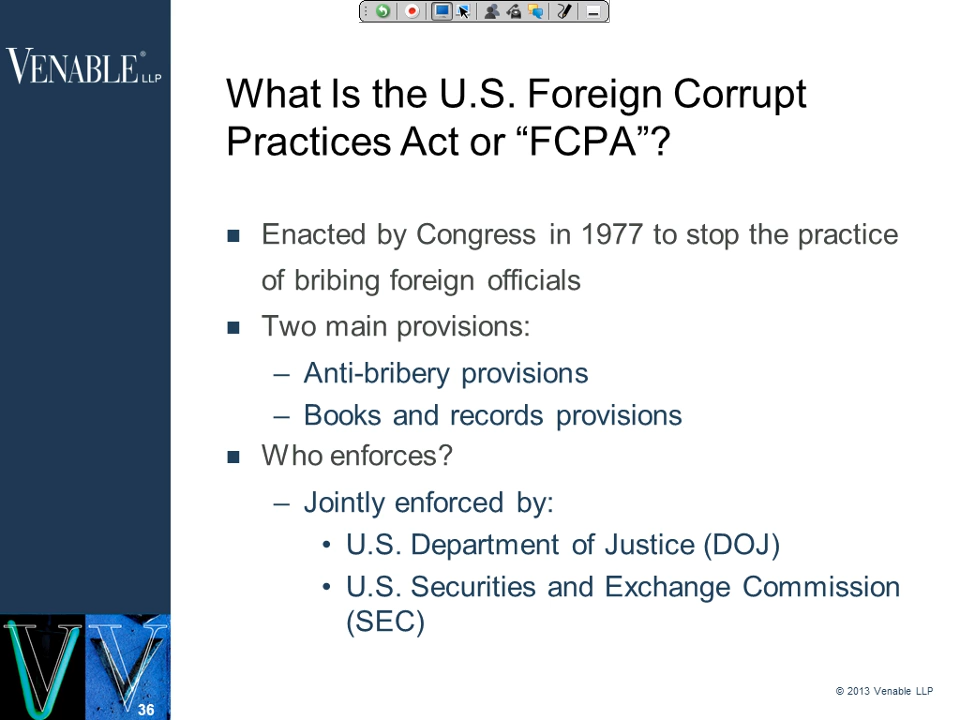 VENABLE® LLP
What Is the U.S. Foreign Corrupt
Practices Act or “FCPA”?
■ Enacted by Congress in 1977 to stop the practice
of bribing foreign officials
■ Two main provisions:
– Anti-bribery provisions
– Books and records provisions
■ Who enforces?
– Jointly enforced by:
• U.S. Department of Justice (DOJ)
• U.S. Securities and Exchange Commission
(SEC)
© 2013 Venable LLP
36